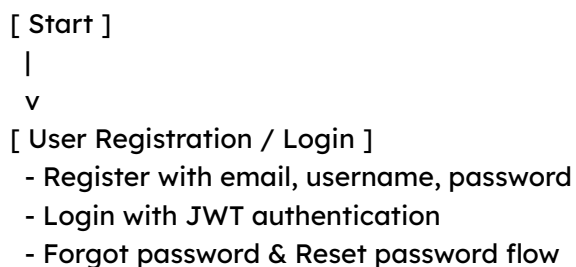 [ Start ]
|
v
[ User Registration / Login ]
- Register with email, username, password
- Login with JWT authentication
- Forgot password & Reset password flow